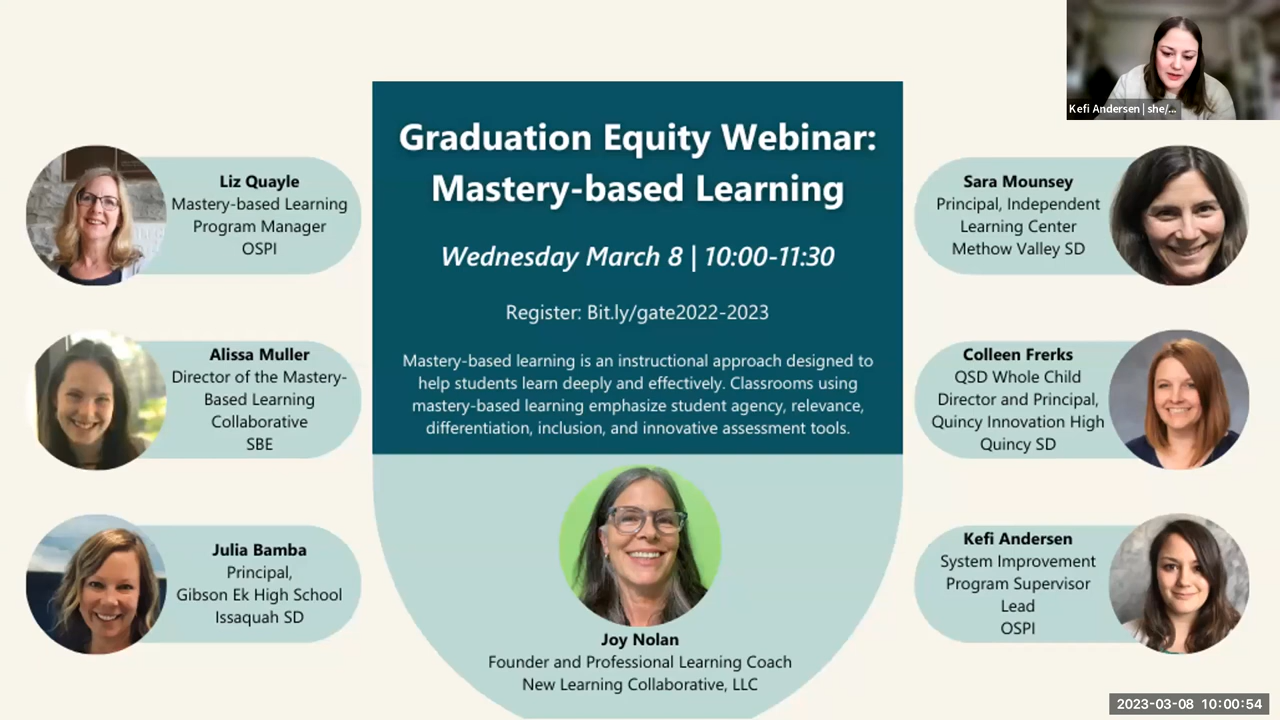 Kefi Andersen | she/...
Graduation Equity Webinar:
Mastery-based Learning
Wednesday March 8 | 10:00-11:30
Register: Bit.ly/gate2022-2023
Mastery-based learning is an instructional approach designed to
help students learn deeply and effectively. Classrooms using
mastery-based learning emphasize student agency, relevance,
differentiation, inclusion, and innovative assessment tools.
Liz Quayle
Mastery-based Learning
Program Manager
OSPI
Alissa Muller
Director of the Mastery-
Based Learning
Collaborative
SBE
Julia Bamba
Principal,
Gibson Ek High School
Issaquah SD
Joy Nolan
Founder and Professional Learning Coach
New Learning Collaborative, LLC
Sara Mounsey
Principal, Independent
Learning Center
Methow Valley SD
Colleen Frerks
QSD Whole Child
Director and Principal,
Quincy Innovation High
Quincy SD
Kefi Andersen
System Improvement
Program Supervisor
Lead
OSPI
2023-03-08 10:00:54